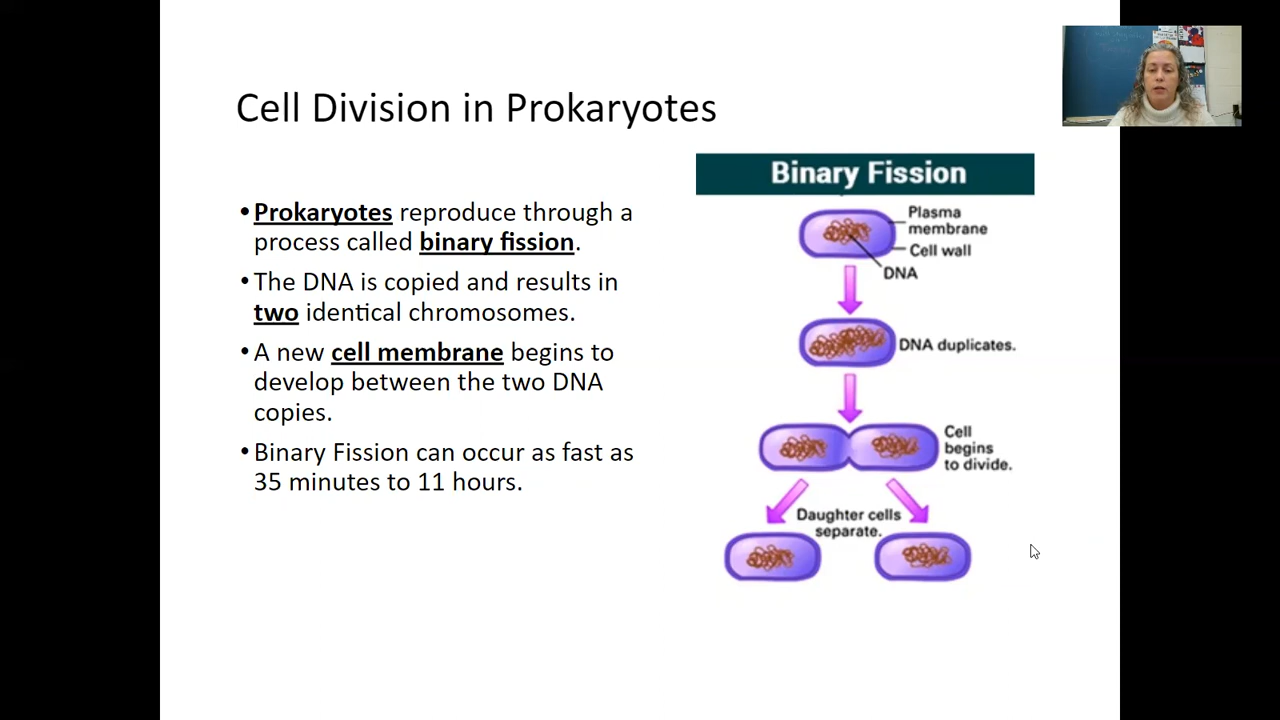 Cell Division in Prokaryotes
•Prokaryotes reproduce through a
process called binary fission.
•The DNA is copied and results in
two identical chromosomes.
•A new cell membrane begins to
develop between the two DNA
copies.
•Binary Fission can occur as fast as
35 minutes to 11 hours.
Binary Fission
Plasma
membrane
Cell wall
DNA
DNA duplicates.
Cell
begins
to divide.
Daughter cells
separate.